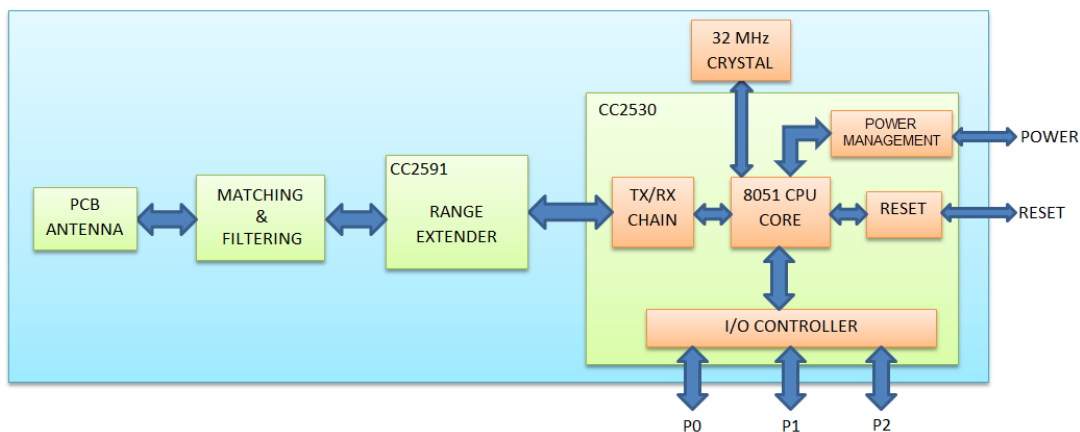 32 MHz
CRYSTAL
CC2530
POWER
MANAGEMENT
POWER
CC2591
PCB
ANTENNA
MATCHING
&
FILTERING
RANGE
EXTENDER
TX/RX
CHAIN
8051 CPU
CORE
RESET
RESET
I/O CONTROLLER
P0
P1
P2